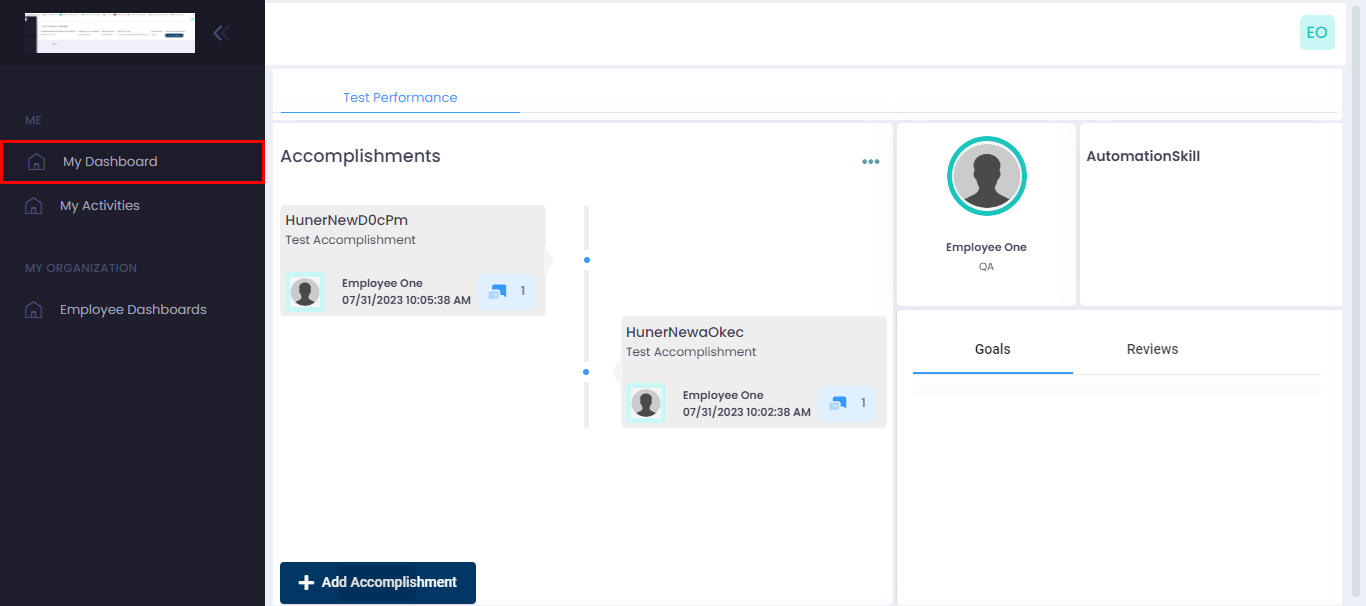 EO
ME
My Dashboard
My Activities
MY ORGANIZATION
Employee Dashboards
Test Performance
Accomplishments
HunerNewD0cPm
Test Accomplishment
Employee One
07/31/2023 10:05:38 AM
1
HunerNewaOkec
Test Accomplishment
Employee One
07/31/2023 10:02:38 AM
1
Add Accomplishment
Employee One
QA
AutomationSkill
Goals Reviews